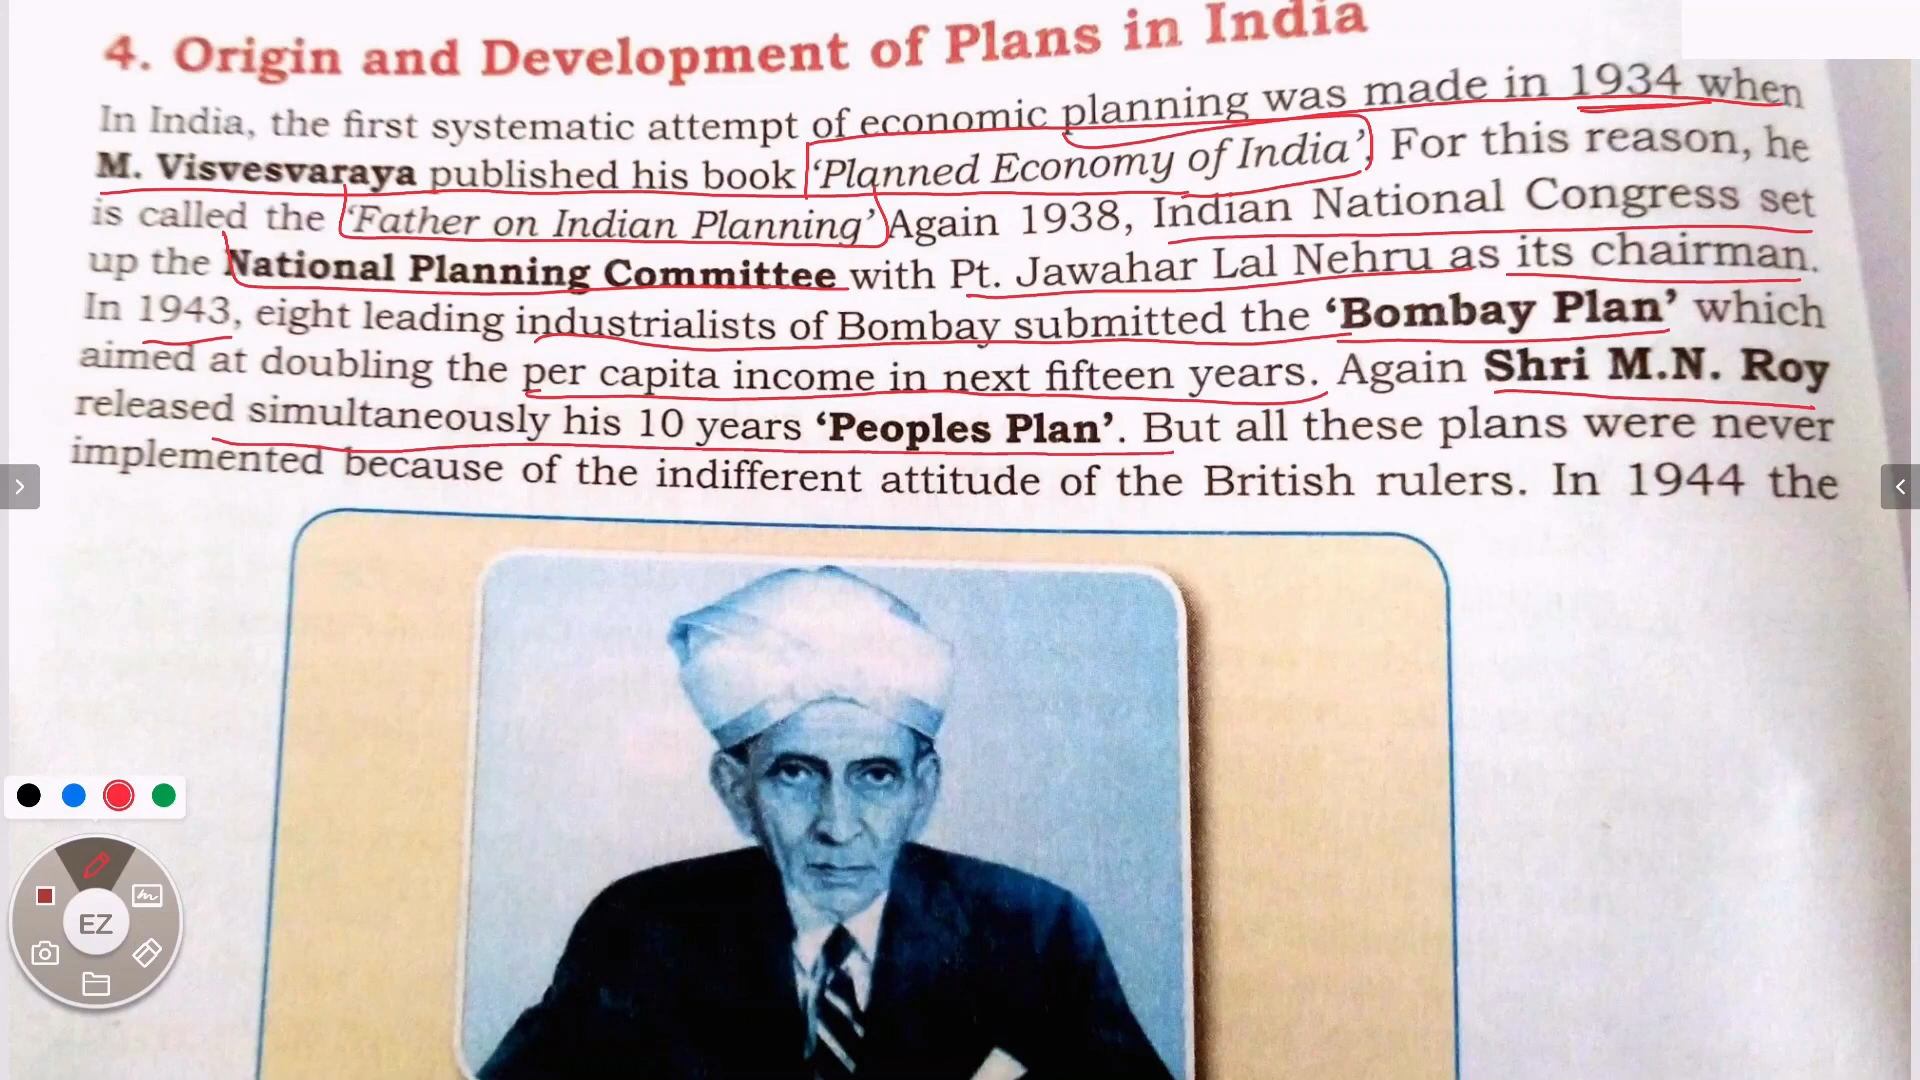 4. Origin and Development of Plans in India
In India, the first systematic attempt of economic planning was made in 1934 when
M. Visvesvaraya published his book ‘Planned Economy of India’. For this reason, he
is called the ‘Father on Indian Planning’ Again 1938, Indian National Congress set
up the National Planning Committee with Pt. Jawahar Lal Nehru as its chairman.
In 1943, eight leading industrialists of Bombay submitted the ‘Bombay Plan’ which
aimed at doubling the per capita income in next fifteen years. Again Shri M.N. Roy
released simultaneously his 10 years ‘Peoples Plan’. But all these plans were never
implemented because of the indifferent attitude of the British rulers. In 1944 the
EZ